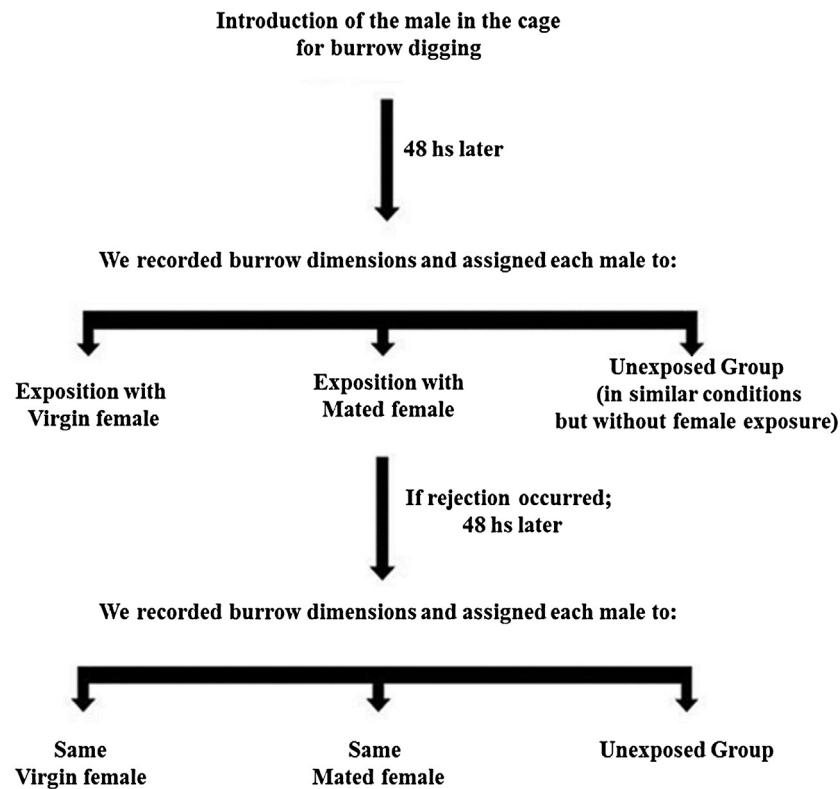 Introduction of the male in the cage
for burrow digging
48 hs later
We recorded burrow dimensions and assigned each male to:
Exposition with
Virgin female
Exposition with
Mated female
Unexposed Group
(in similar conditions
but without female exposure)
If rejection occurred;
48 hs later
We recorded burrow dimensions and assigned each male to:
Same
Virgin female
Same
Mated female
Unexposed Group